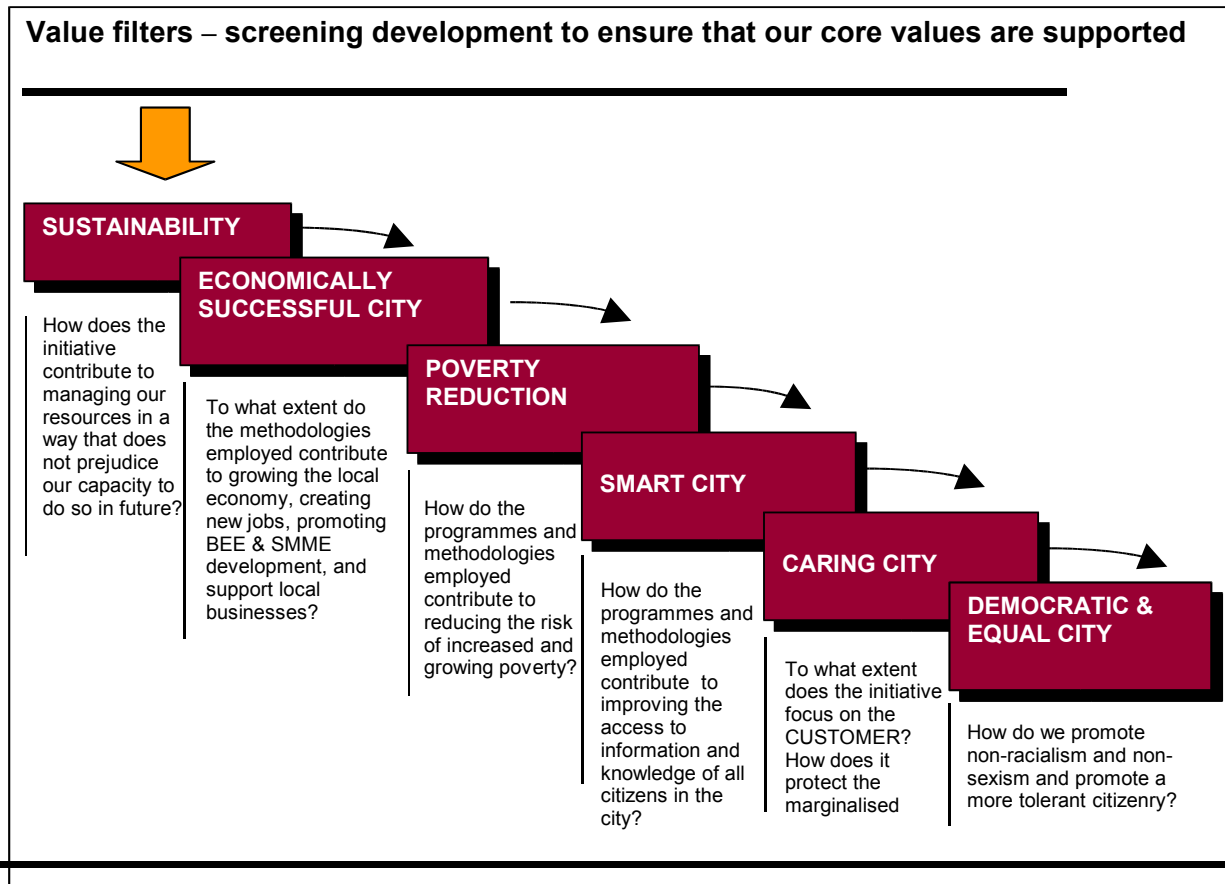 Value filters – screening development to ensure that our core values are supported
SUSTAINABILITY
How does the
initiative
contribute to
managing our
resources in a
way that does
not prejudice
our capacity to
do so in future?
ECONOMICALLY
SUCCESSFUL CITY
To what extent do
the methodologies
employed contribute
to growing the local
economy, creating
new jobs, promoting
BEE & SMME
development, and
support local
businesses?
POVERTY
REDUCTION
How do the
programmes and
methodologies
employed
contribute to
reducing the risk
of increased and
growing poverty?
SMART CITY
How do the
programmes and
methodologies
employed
contribute to
improving the
access to
information and
knowledge of all
citizens in the
city?
CARING CITY
To what extent
does the initiative
focus on the
CUSTOMER?
How does it
protect the
marginalised
DEMOCRATIC &
EQUAL CITY
How do we promote
non-racialism and non-
sexism and promote a
more tolerant citizenry?